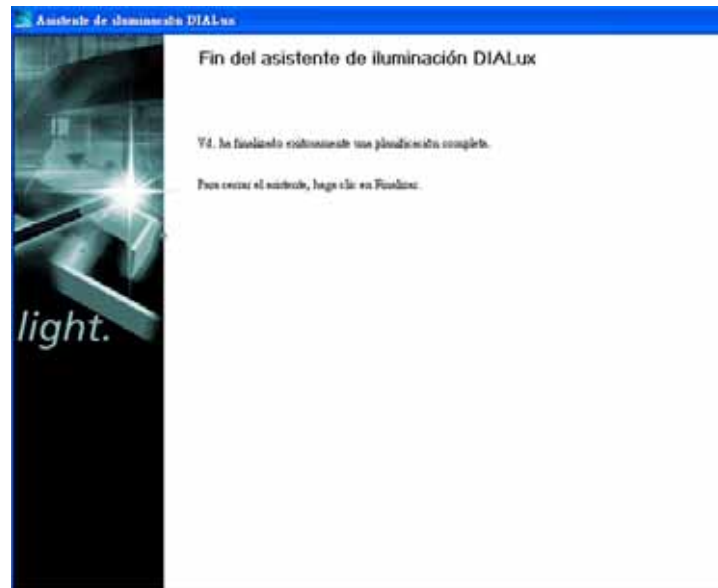 Asistente de iluminación DIALux
Fin del asistente de iluminación DIALux
Vd. ha finalizado exitosamente una planificación completa.
Para cerrar el asistente, haga clic en Finalizar.
light.